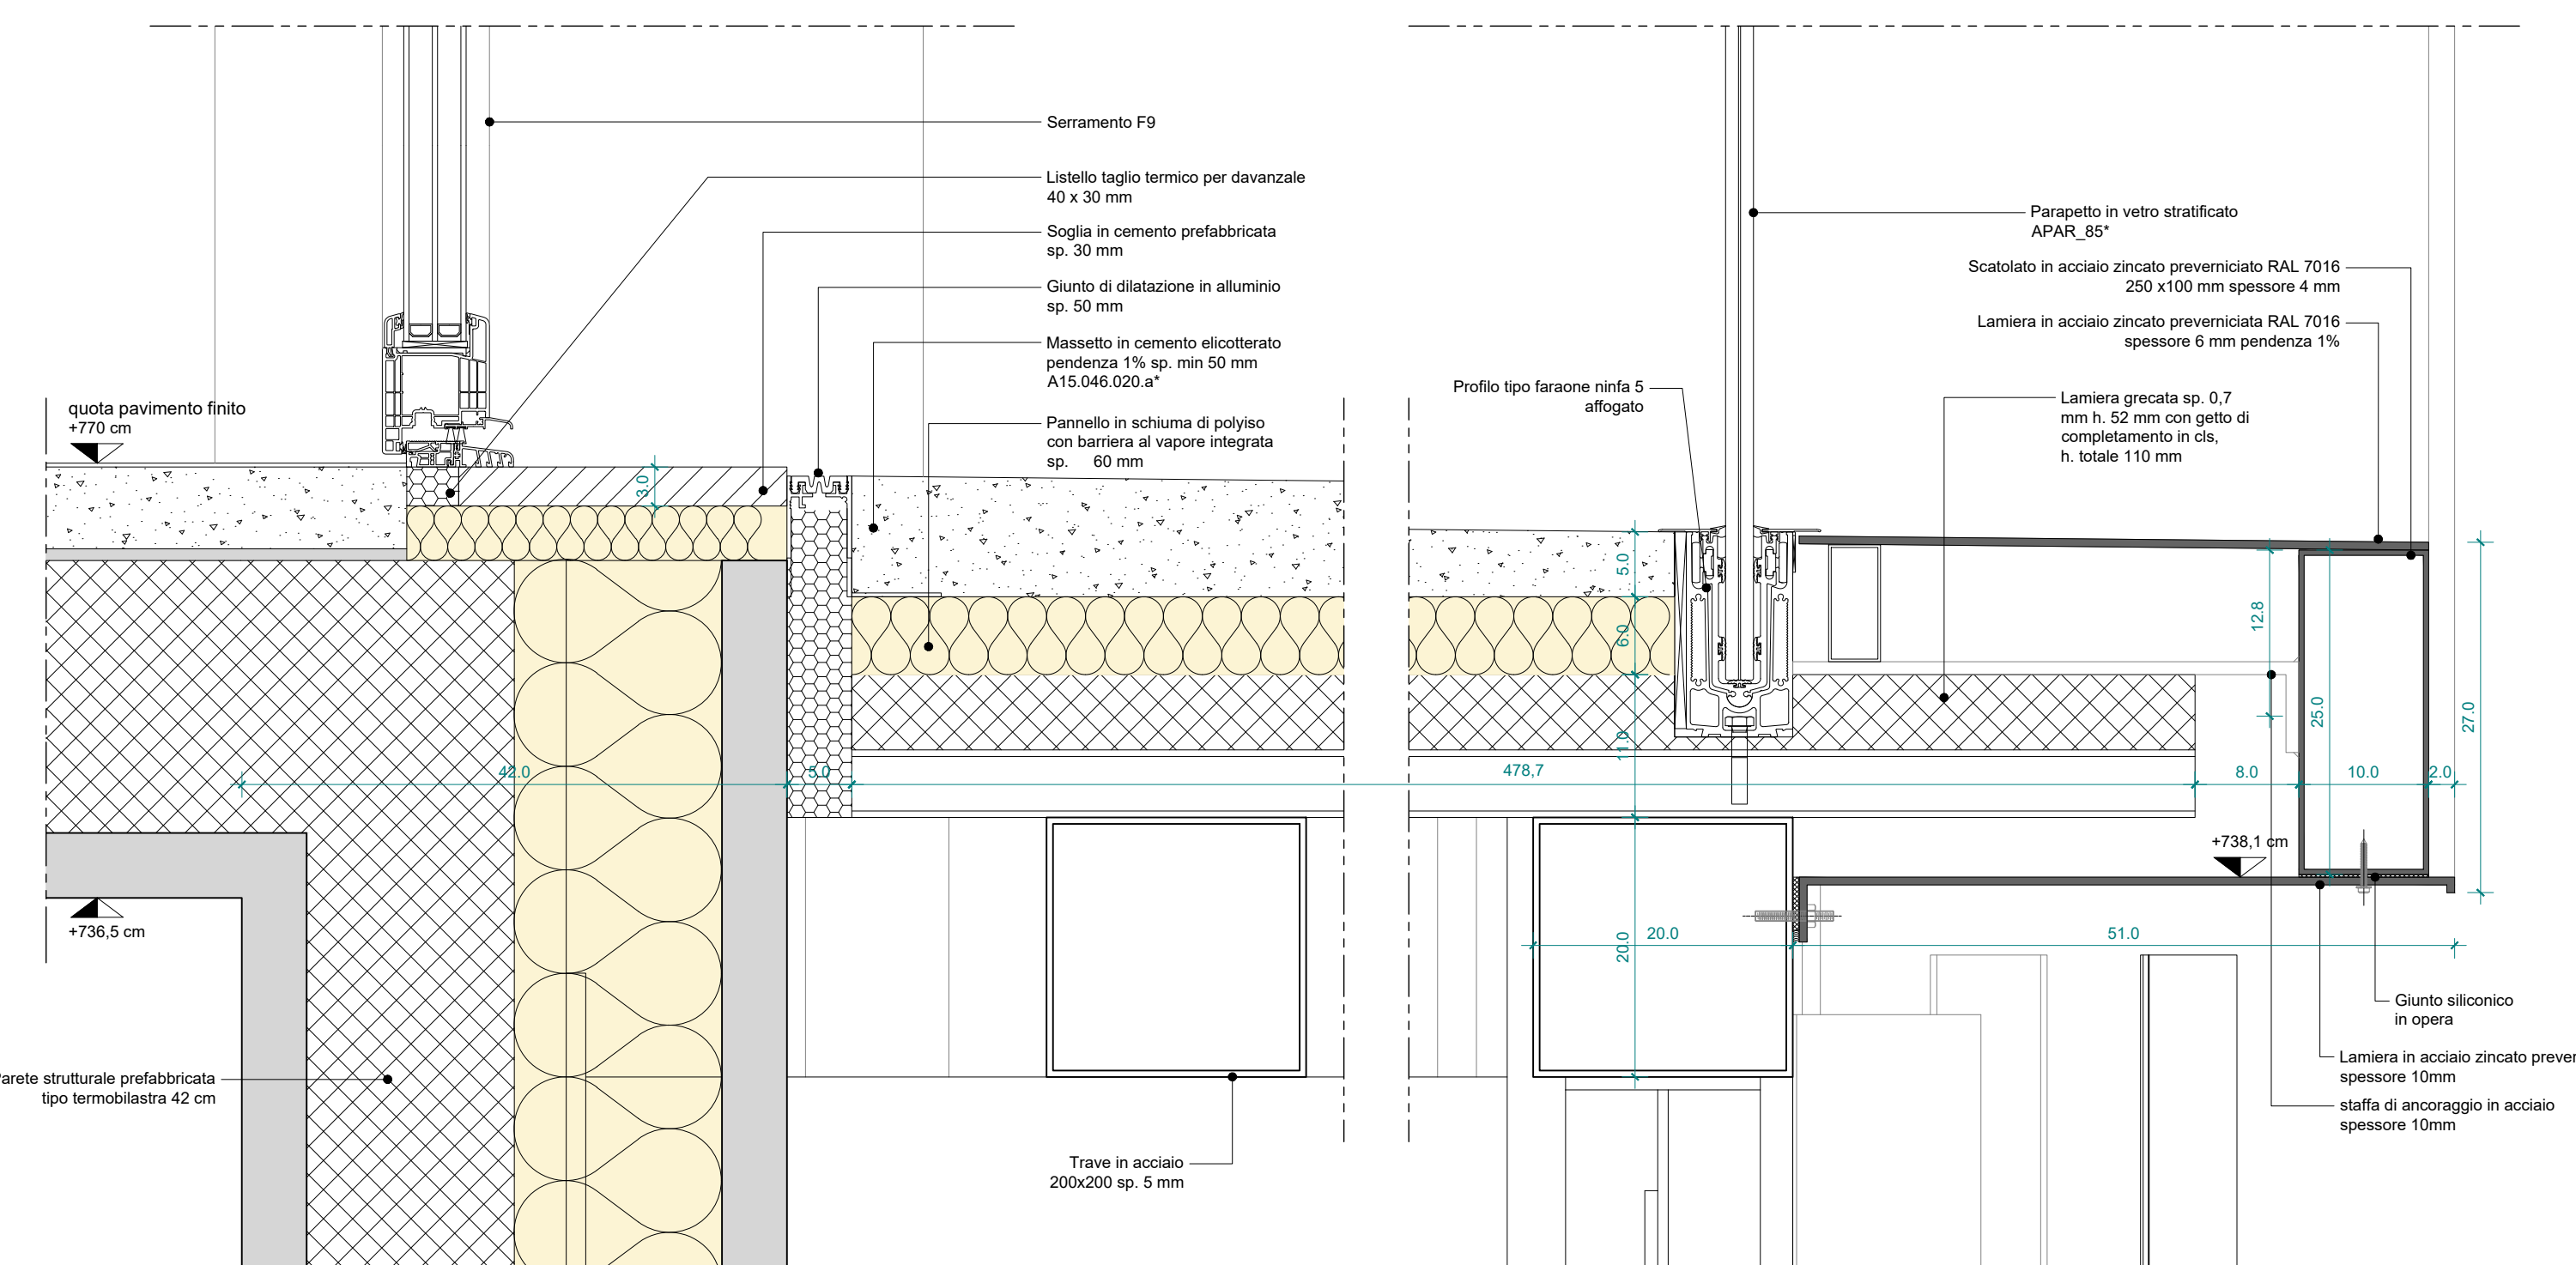 Serramento F9
Listello taglio termico per davanzale
40 x 30 mm
Soglia in cemento prefabbricata
sp. 30 mm
Giunto di dilatazione in alluminio
sp. 50 mm
Massetto in cemento elicotterato
pendenza 1% sp. min 50 mm
A15.046.020.a*
Pannello in schiuma di polyiso
con barriera al vapore integrata
sp. 60 mm
quota pavimento finito
+770 cm
3.0
42.0
5.0
+736,5 cm
arete strutturale prefabbricata
tipo termobilastra 42 cm
Trave in acciaio
200x200 sp. 5 mm
Parapetto in vetro stratificato
APAR_85*
Scatolato in acciaio zincato preverniciato RAL 7016
250 x100 mm spessore 4 mm
Lamiera in acciaio zincato preverniciata RAL 7016
spessore 6 mm pendenza 1%
Profilo tipo faraone ninfa 5
affogato
Lamiera grecata sp. 0,7
mm h. 52 mm con getto di
completamento in cls,
h. totale 110 mm
5.0
6.0
11.0
478,7
12.8
25.0
27.0
8.0
10.0
2.0
+738,1 cm
20.0
20.0
51.0
Giunto siliconico
in opera
Lamiera in acciaio zincato prever
spessore 10mm
staffa di ancoraggio in acciaio
spessore 10mm